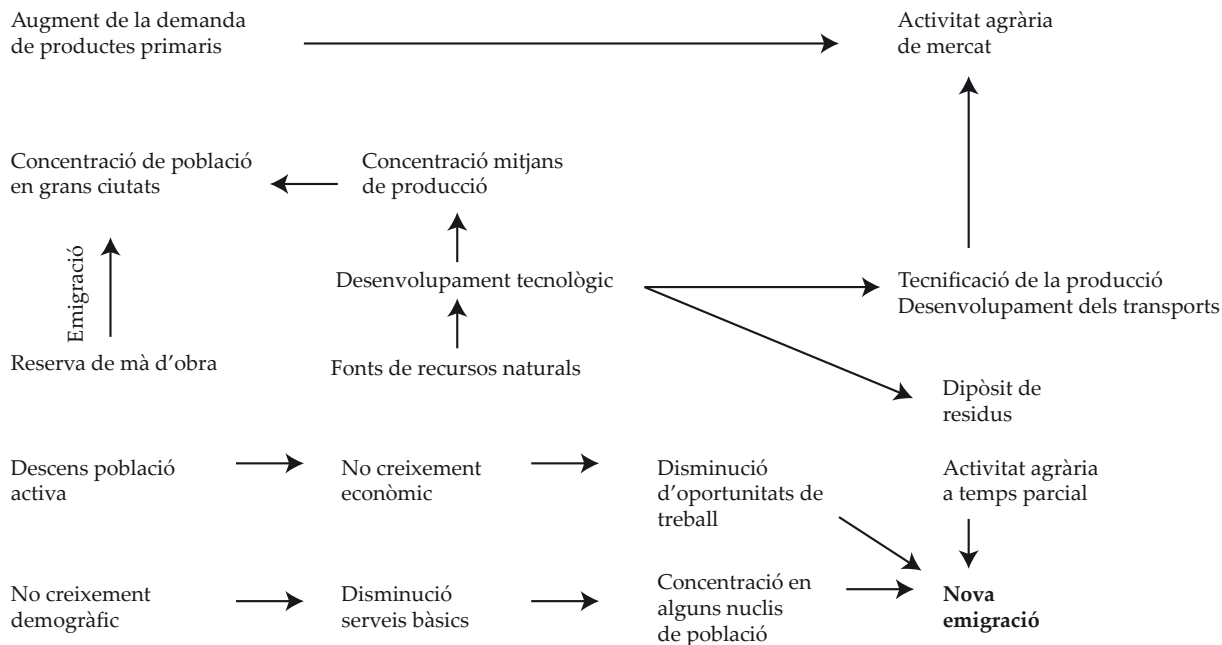 Augment de la demanda
de productes primaris
Activitat agrària
de mercat
Concentració de població
en grans ciutats
Concentració mitjans
de producció
Emigració
Desenvolupament tecnològic
Tecnificació de la producció
Desenvolupament dels transports
Reserva de mà d’obra
Fonts de recursos naturals
Dipòsit de
residus
Descens població
activa
No creixement
econòmic
Disminució
d’oportunitats de
treball
Activitat agrària
a temps parcial
No creixement
demogràfic
Disminució
serveis bàsics
Concentració en
alguns nuclis
de població
Nova
emigració